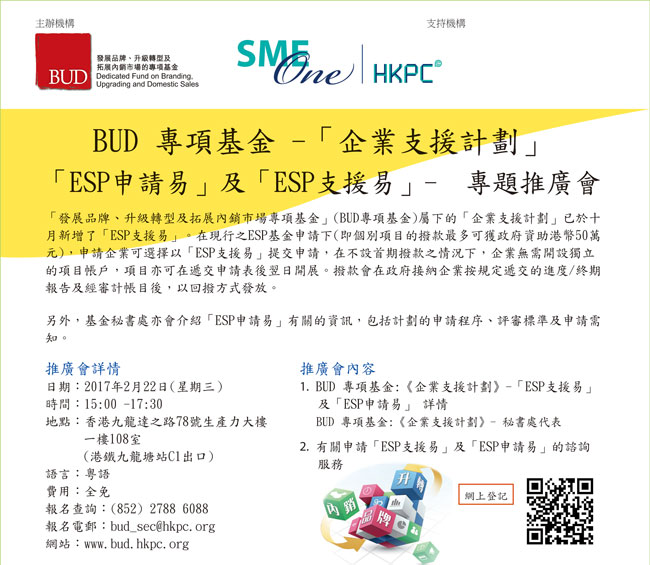 主辦機構
支持機構
BUD
發展品牌、升級轉型及
拓展內銷市場的專項基金
Dedicated Fund on Branding,
Upgrading and Domestic Sales
SME One
HKPC
BUD 專項基金 -「企業支援計劃」
「ESP申請易」及「ESP支援易」- 專題推廣會
「發展品牌、升級轉型及拓展內銷市場專項基金」(BUD專項基金)屬下的「企業支援計劃」已於十
月新增了「ESP支援易」。在現行之ESP基金申請下(即個別項目的撥款最多可獲政府資助港幣50萬
元),申請企業可選擇以「ESP支援易」提交申請,在不設首期撥款之情況下,企業無需開設獨立
的項目帳戶,項目亦可在遞交申請表後翌日開展。撥款會在政府接納企業按規定遞交的進度/終期
報告及經審計帳目後,以回撥方式發放。
另外,基金秘書處亦會介紹「ESP申請易」有關的資訊,包括計劃的申請程序、評審標準及申請需
知。
推廣會詳情
日期:2017年2月22日(星期三)
時間:15:00 -17:30
地點:香港九龍達之路78號生產力大樓
一樓108室
(港鐵九龍塘站C1出口)
語言:粵語
費用:全免
報名查詢:(852) 2788 6088
報名電郵:bud_sec@hkpc.org
網站:www.bud.hkpc.org
推廣會內容
1. BUD 專項基金:《企業支援計劃》-「ESP支援易」
及「ESP申請易」 詳情
BUD 專項基金:《企業支援計劃》- 秘書處代表
2. 有關申請「ESP支援易」及「ESP申請易」的諮詢
服務
升 轉
內 銷
品 牌
網上登記